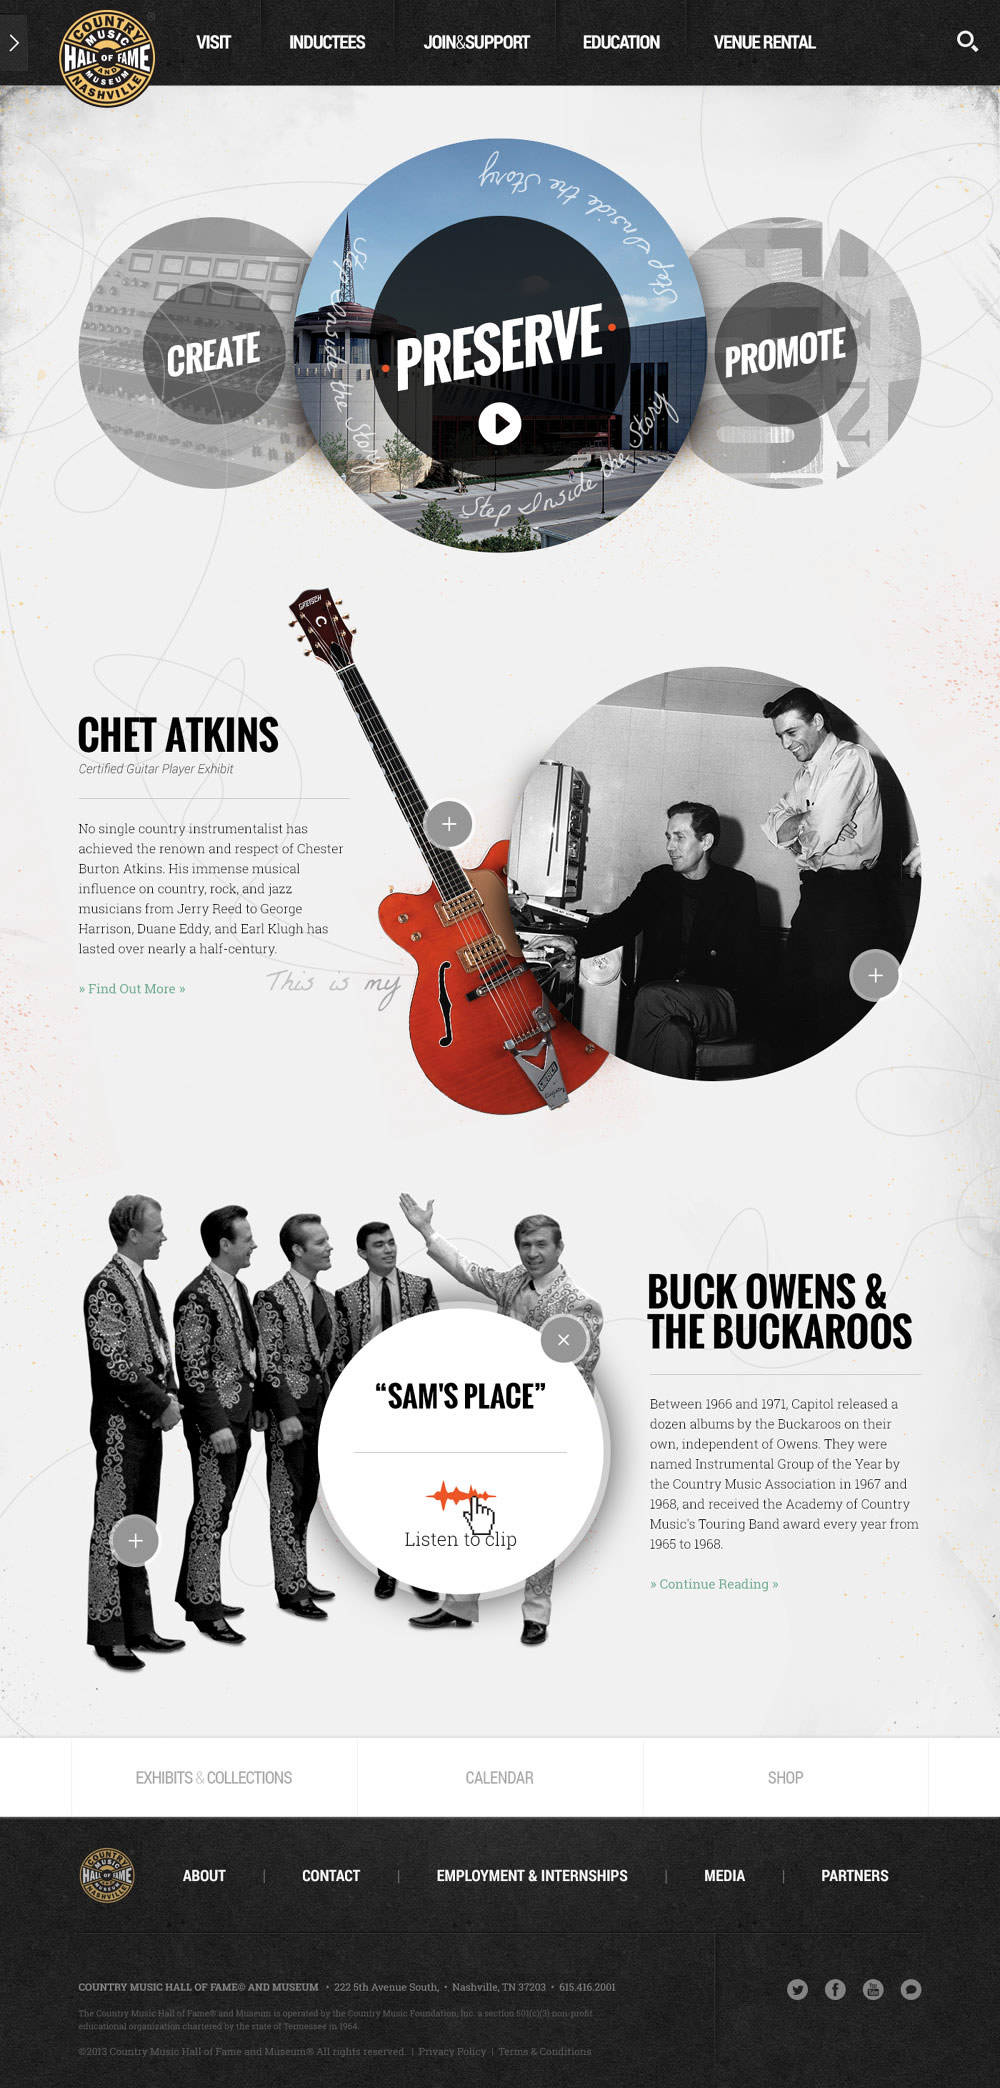 COUNTRY
MUSIC
HALL OF FAME
AND
MUSEUM
NASHVILLE
VISIT
INDUCTEES
JOIN&SUPPORT
EDUCATION
VENUE RENTAL
Step Inside the Story
Step Inside the Story
Step Inside the Story
CREATE
PRESERVE
PROMOTE
GRETSCH
C
CHET ATKINS
Certified Guitar Player Exhibit
No single country instrumentalist has
achieved the renown and respect of Chester
Burton Atkins. His immense musical
influence on country, rock, and jazz
musicians from Jerry Reed to George
Harrison, Duane Eddy, and Earl Klugh has
lasted over nearly a half-century.
» Find Out More »
This is my
BUCK OWENS &
THE BUCKAROOS
“SAM'S PLACE”
Listen to clip
Between 1966 and 1971, Capitol released a
dozen albums by the Buckaroos on their
own, independent of Owens. They were
named Instrumental Group of the Year by
the Country Music Association in 1967 and
1968, and received the Academy of Country
Music's Touring Band award every year from
1965 to 1968.
» Continue Reading »
EXHIBITS & COLLECTIONS
CALENDAR
SHOP
COUNTRY
MUSIC
HALL OF FAME
AND
MUSEUM
NASHVILLE
ABOUT | CONTACT | EMPLOYMENT & INTERNSHIPS | MEDIA | PARTNERS
COUNTRY MUSIC HALL OF FAME© AND MUSEUM • 222 5th Avenue South, • Nashville, TN 37203 • 615.416.2001
The Country Music Hall of Fame® and Museum is operated by the Country Music Foundation, Inc. a section 501(c)(3) non-profit
educational organization chartered by the state of Tennessee in 1964.
©2013 Country Music Hall of Fame and Museum® All rights reserved. | Privacy Policy | Terms & Conditions